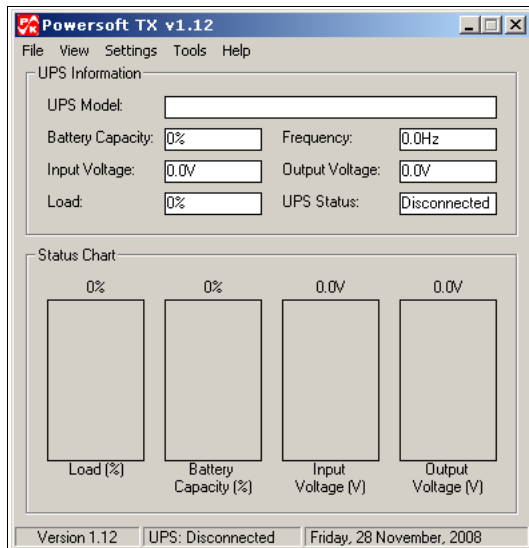 Powersoft TX v1.12
File View Settings Tools Help
UPS Information
UPS Model:
Battery Capacity: 0% Frequency: 0.0Hz
Input Voltage: 0.0V Output Voltage: 0.0V
Load: 0% UPS Status: Disconnected
Status Chart
0% 0% 0.0V 0.0V
Load (%) Battery Capacity (%) Input Voltage (V) Output Voltage (V)
Version 1.12 UPS: Disconnected Friday, 28 November, 2008